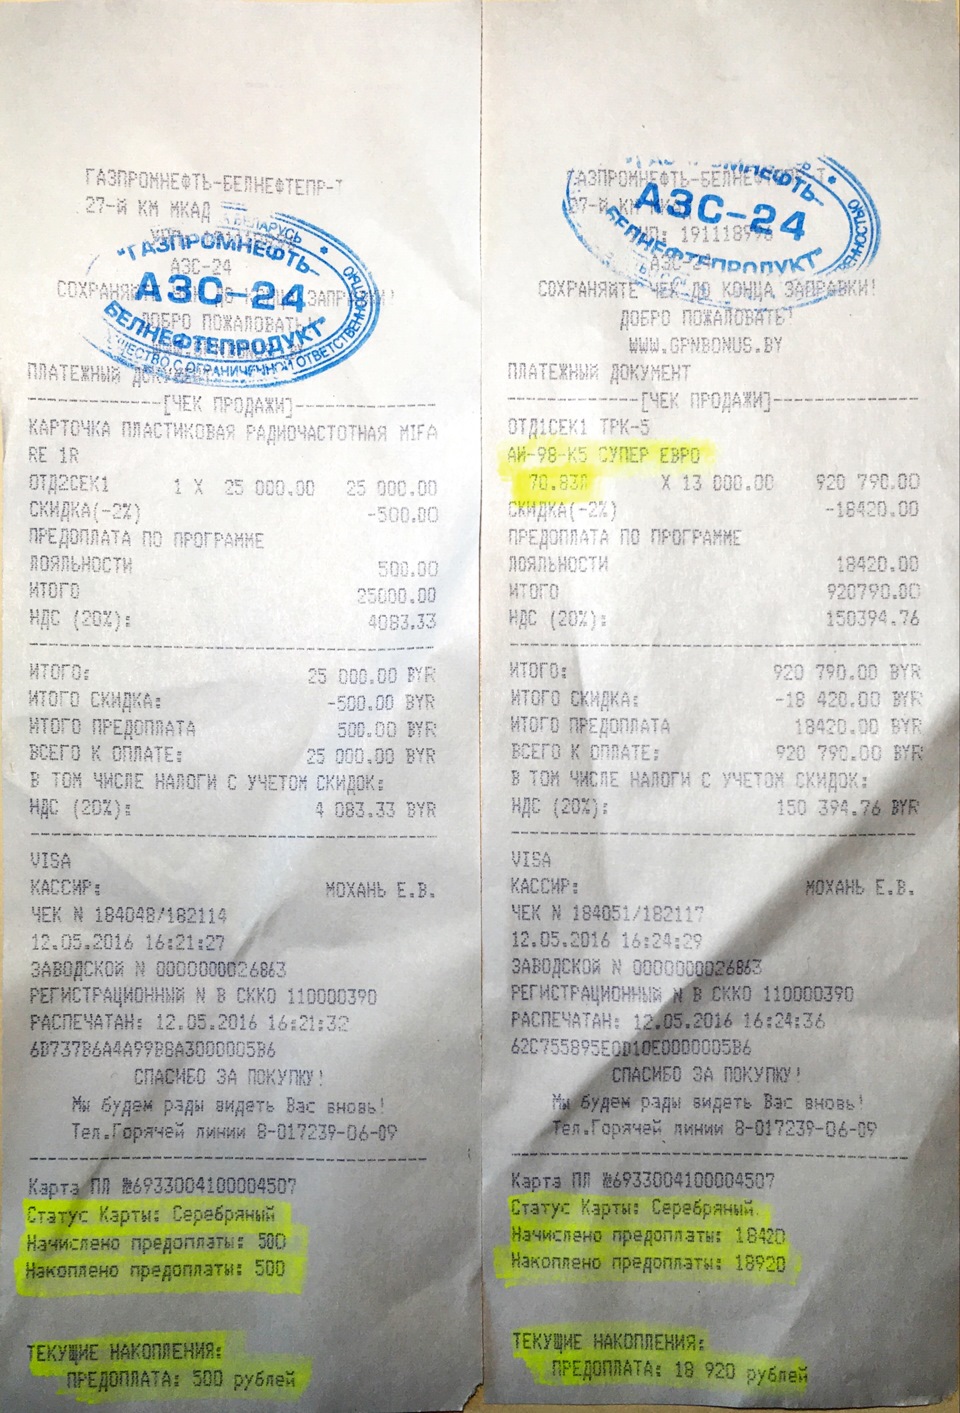 ГАЗПРОМНЕФТЬ-БЕЛНЕФТЕПР-Т
27-Й КМ МКАД
БЕЛАРУСЬ
"ГАЗПРОМНЕФТЬ-
АЗС-24
БЕЛНЕФТЕПРОДУКТ"
ОБЩЕСТВО С ОГРАНИЧЕННОЙ ОТВЕТСТВЕННОСТЬЮ
АЗС-24
СОХРАНЯЙТЕ ЗАПРАВКИ!
ДОБРО ПОЖАЛОВАТЬ!
ПЛАТЕЖНЫЙ ДОКУМЕНТ
[ЧЕК ПРОДАЖИ]
КАРТОЧКА ПЛАСТИКОВАЯ РАДИОЧАСТОТНАЯ MIFA
RE 1R
ОТД2СЕК1 1 X 25 000.00 25 000.00
СКИДКА(-2%) -500.00
ПРЕДОПЛАТА ПО ПРОГРАММЕ
ЛОЯЛЬНОСТИ 500.00
ИТОГО 25000.00
НДС (20%): 4083.33
ИТОГО: 25 000.00 BYR
ИТОГО СКИДКА: -500.00 BYR
ИТОГО ПРЕДОПЛАТА 500.00 BYR
ВСЕГО К ОПЛАТЕ: 25 000.00 BYR
В ТОМ ЧИСЛЕ НАЛОГИ С УЧЕТОМ СКИДОК:
НДС (20%): 4 083.33 BYR
VISA
КАССИР: МОХАНЬ Е.В.
ЧЕК N 184048/182114
12.05.2016 16:21:27
ЗАВОДСКОЙ N 0000000026863
РЕГИСТРАЦИОННЫЙ N В СККО 110000390
РАСПЕЧАТАН: 12.05.2016 16:21:32
6B737B6A4A99B8A3000005B6
СПАСИБО ЗА ПОКУПКУ!
Мы будем рады видеть Вас вновь!
Тел.Горячей линии 8-017239-06-09
Карта ПЛ №6933004100004507
Статус Карты: Серебряный
Начислено предоплаты: 500
Накоплено предоплаты: 500
ТЕКУЩИЕ НАКОПЛЕНИЯ:
ПРЕДОПЛАТА: 500 рублей
ГАЗПРОМНЕФТЬ-
АЗС-24
БЕЛНЕФТЕПРОДУКТ"
191118996
СОХРАНЯЙТЕ ЧЕК ДО КОНЦА ЗАПРАВКИ!
ДОБРО ПОЖАЛОВАТЬ!
WWW.GPNBONUS.BY
ПЛАТЕЖНЫЙ ДОКУМЕНТ
[ЧЕК ПРОДАЖИ]
ОТД1СЕК1 ТРК-5
АИ-98-К5 СУПЕР ЕВРО
70.83Л X 13 000.00 920 790.00
СКИДКА(-2%) -18420.00
ПРЕДОПЛАТА ПО ПРОГРАММЕ
ЛОЯЛЬНОСТИ 18420.00
ИТОГО 920790.00
НДС (20%): 150394.76
ИТОГО: 920 790.00 BYR
ИТОГО СКИДКА: -18 420.00 BYR
ИТОГО ПРЕДОПЛАТА 18420.00 BYR
ВСЕГО К ОПЛАТЕ: 920 790.00 BYR
В ТОМ ЧИСЛЕ НАЛОГИ С УЧЕТОМ СКИДОК:
НДС (20%): 150 394.76 BYR
VISA
КАССИР: МОХАНЬ Е.В.
ЧЕК N 184051/182117
12.05.2016 16:24:29
ЗАВОДСКОЙ N 0000000026863
РЕГИСТРАЦИОННЫЙ N В СККО 110000390
РАСПЕЧАТАН: 12.05.2016 16:24:36
62C755895E0D10E0000005B6
СПАСИБО ЗА ПОКУПКУ!
Мы будем рады видеть Вас вновь!
Тел.Горячей линии 8-017239-06-09
Карта ПЛ №6933004100004507
Статус Карты: Серебряный
Начислено предоплаты: 18420
Накоплено предоплаты: 18920
ТЕКУЩИЕ НАКОПЛЕНИЯ:
ПРЕДОПЛАТА: 18 920 рублей